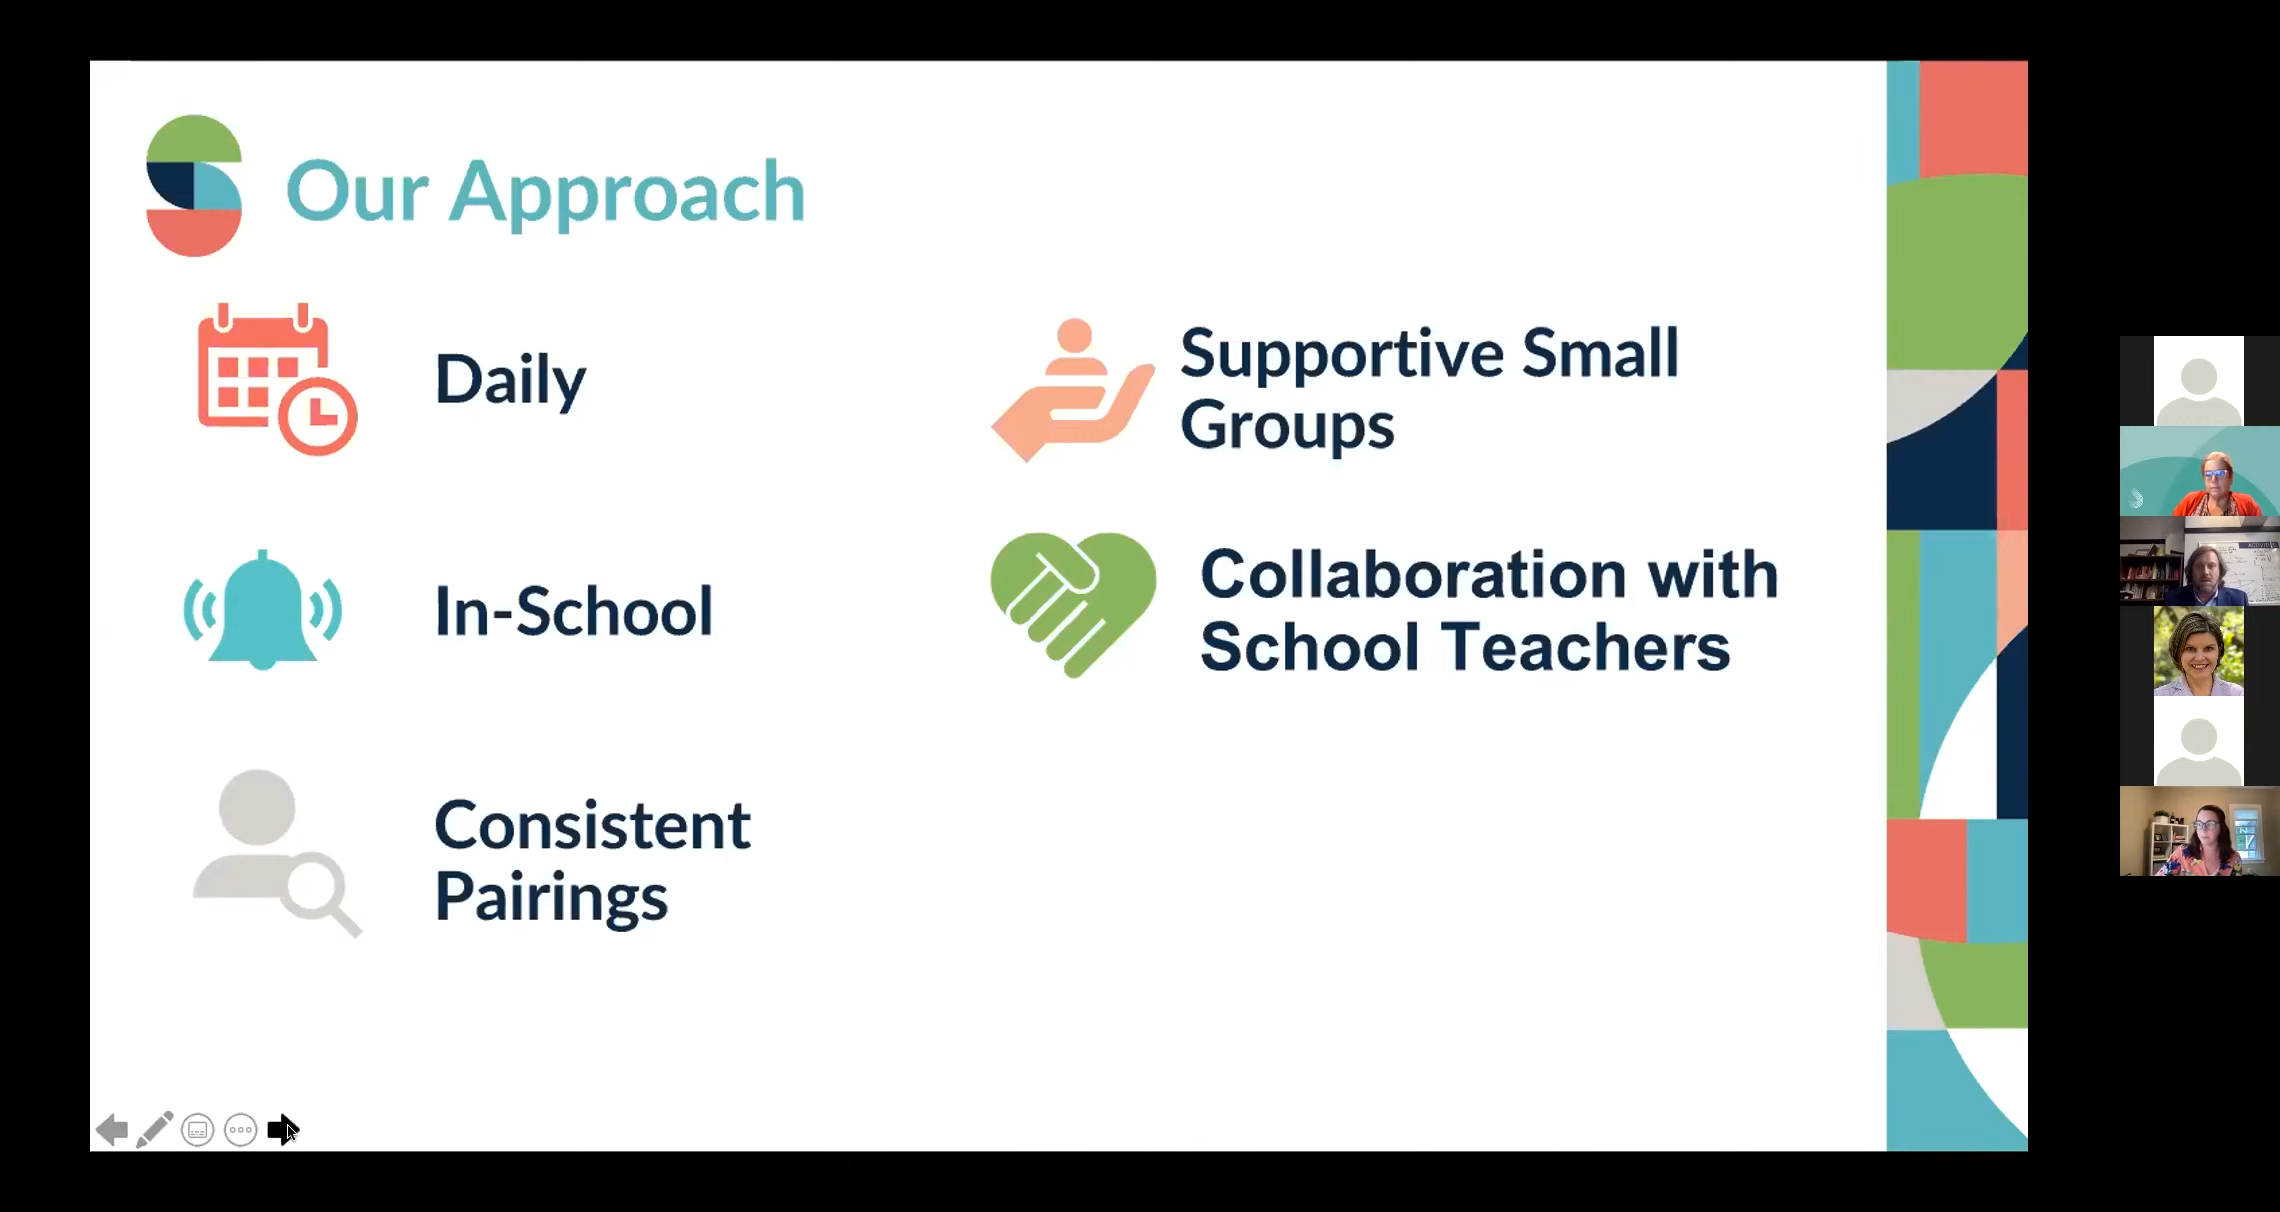 Our Approach
Daily
In-School
Consistent
Pairings
Supportive Small
Groups
Collaboration with
School Teachers